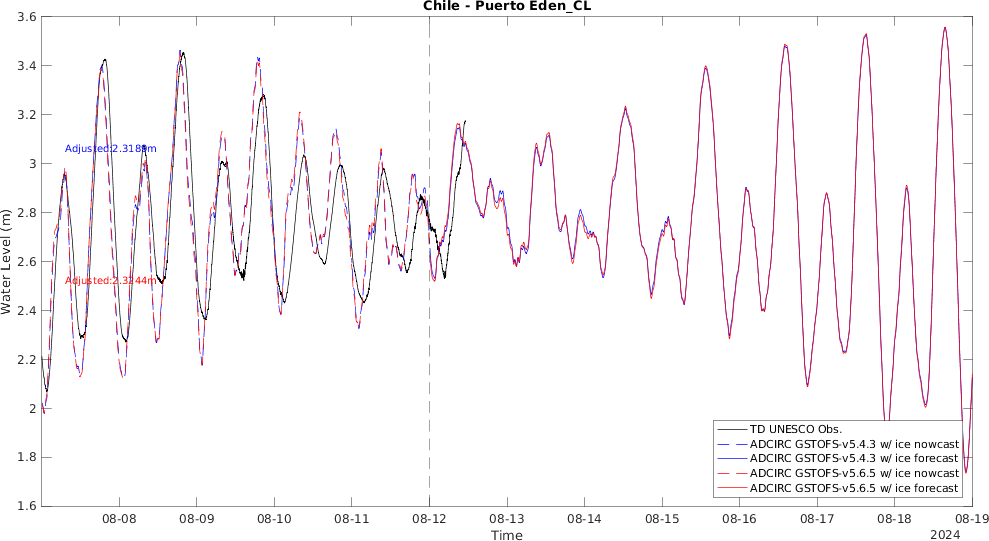 Chile - Puerto Eden_CL
3.6
3.4
3.2
3
2.8
2.6
2.4
2.2
2
1.8
1.6
Water Level (m)
Adjusted:2.3189m
Adjusted:2.3244m
TD UNESCO Obs.
ADCIRC GSTOFS-v5.4.3 w/ ice nowcast
ADCIRC GSTOFS-v5.4.3 w/ ice forecast
ADCIRC GSTOFS-v5.6.5 w/ ice nowcast
ADCIRC GSTOFS-v5.6.5 w/ ice forecast
08-08 08-09 08-10 08-11 08-12 08-13 08-14 08-15 08-16 08-17 08-18 08-19
Time
2024